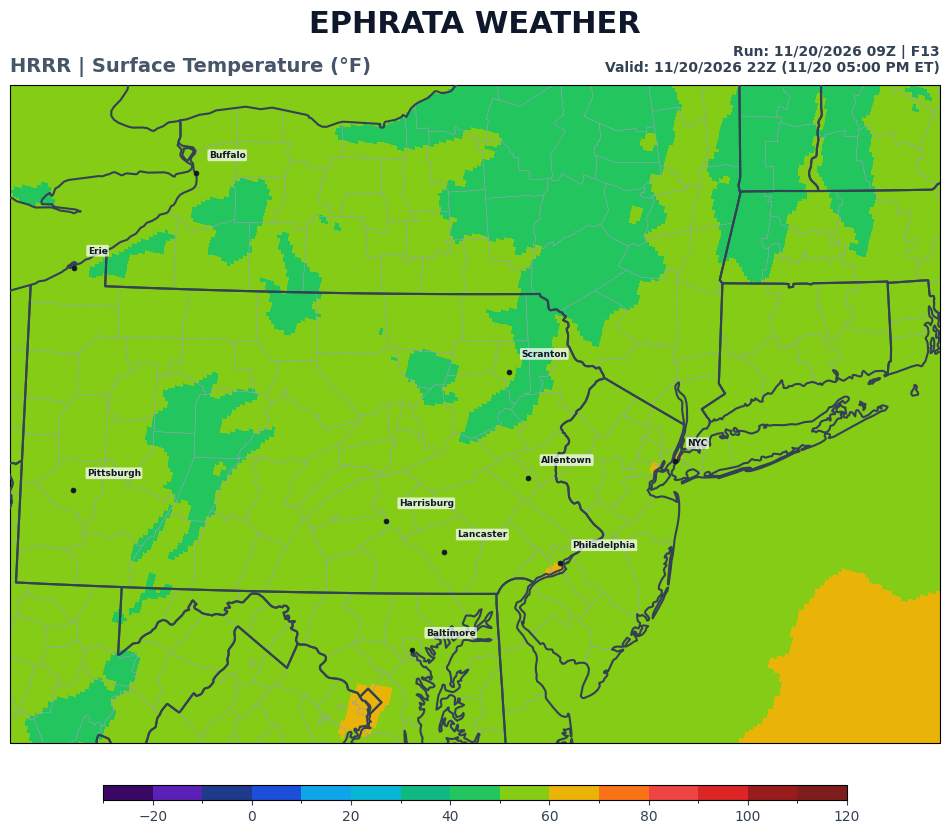 EPHRATA WEATHER
Run: 11/20/2026 09Z | F13
HRRR | Surface Temperature (°F)
Valid: 11/20/2026 22Z (11/20 05:00 PM ET)
Buffalo
Erie
Scranton
NYC
Allentown
Pittsburgh
Harrisburg
Lancaster
Philadelphia
Baltimore
−20 0 20 40 60 80 100 120